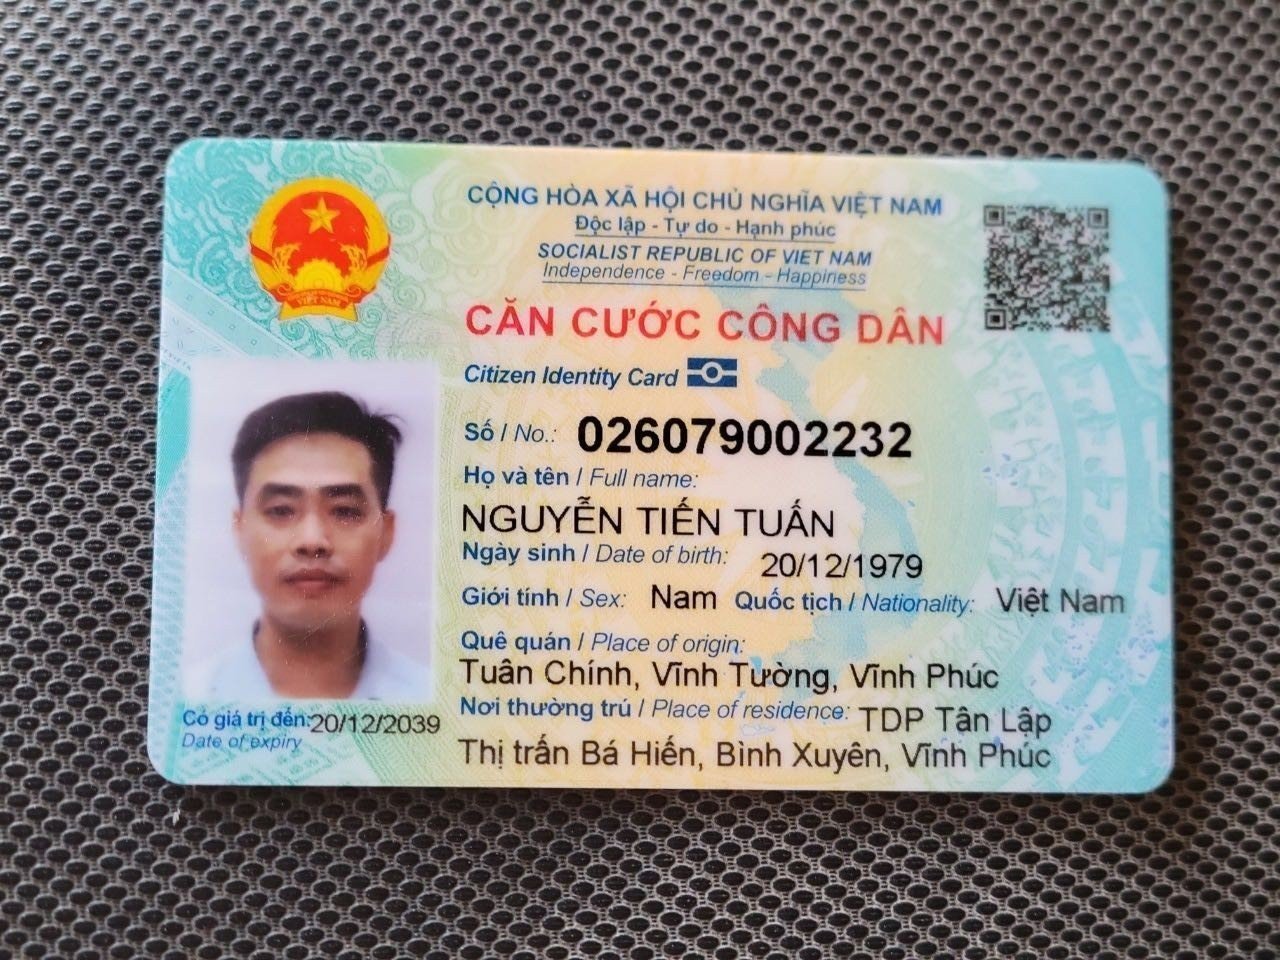 CỘNG HÒA XÃ HỘI CHỦ NGHĨA VIỆT NAM
Độc lập - Tự do - Hạnh phúc
SOCIALIST REPUBLIC OF VIET NAM
Independence - Freedom - Happiness
CĂN CƯỚC CÔNG DÂN
Citizen Identity Card
Số / No.: 026079002232
Họ và tên / Full name:
NGUYỄN TIẾN TUẤN
Ngày sinh / Date of birth: 20/12/1979
Giới tính / Sex: Nam Quốc tịch / Nationality: Việt Nam
Quê quán / Place of origin:
Tuân Chính, Vĩnh Tường, Vĩnh Phúc
Nơi thường trú / Place of residence: TDP Tân Lập
Thị trấn Bá Hiến, Bình Xuyên, Vĩnh Phúc
Có giá trị đến: 20/12/2039
Date of expiry
VIỆT NAM